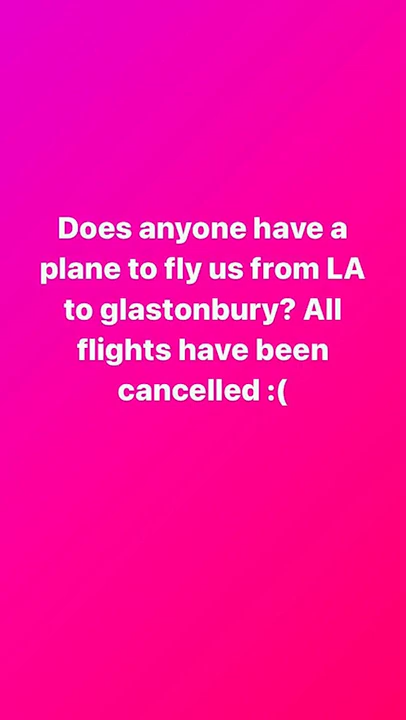 Does anyone have a
plane to fly us from LA
to glastonbury? All
flights have been
cancelled :(